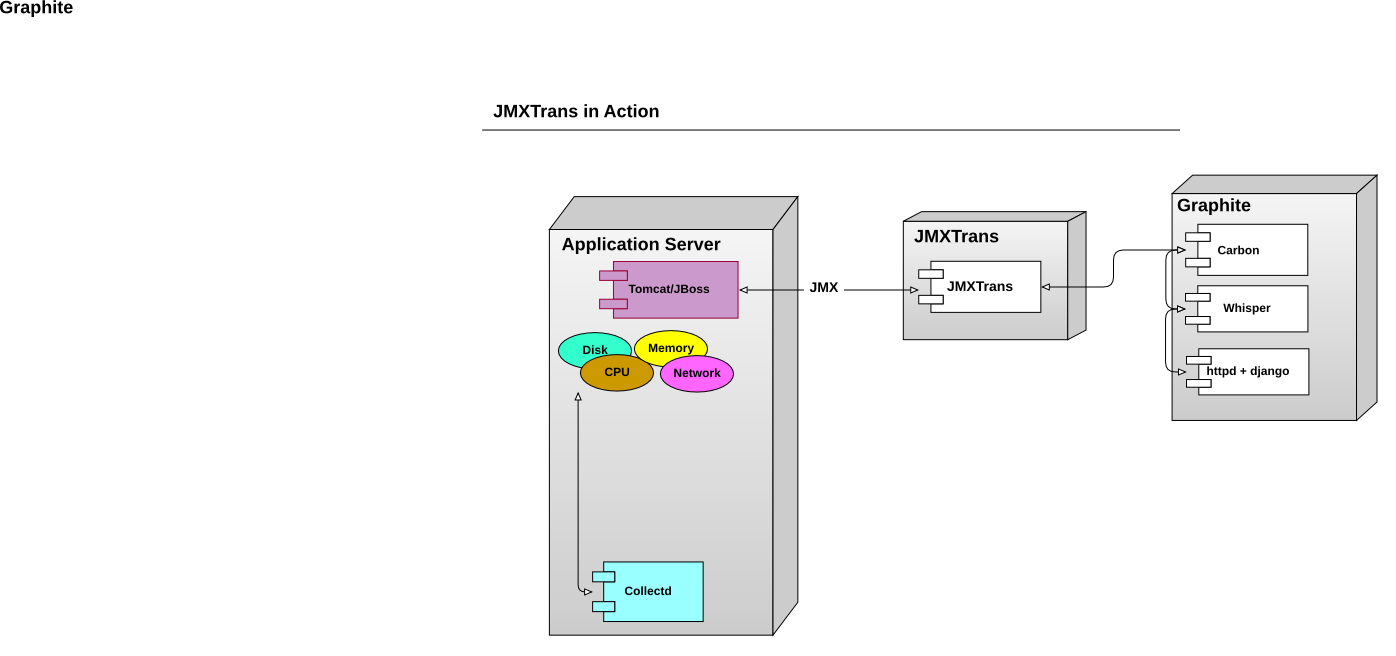 Graphite
JMXTrans in Action
Application Server
Tomcat/JBoss
Disk
Memory
CPU
Network
Collectd
JMX
JMXTrans
JMXTrans
Graphite
Carbon
Whisper
httpd + django